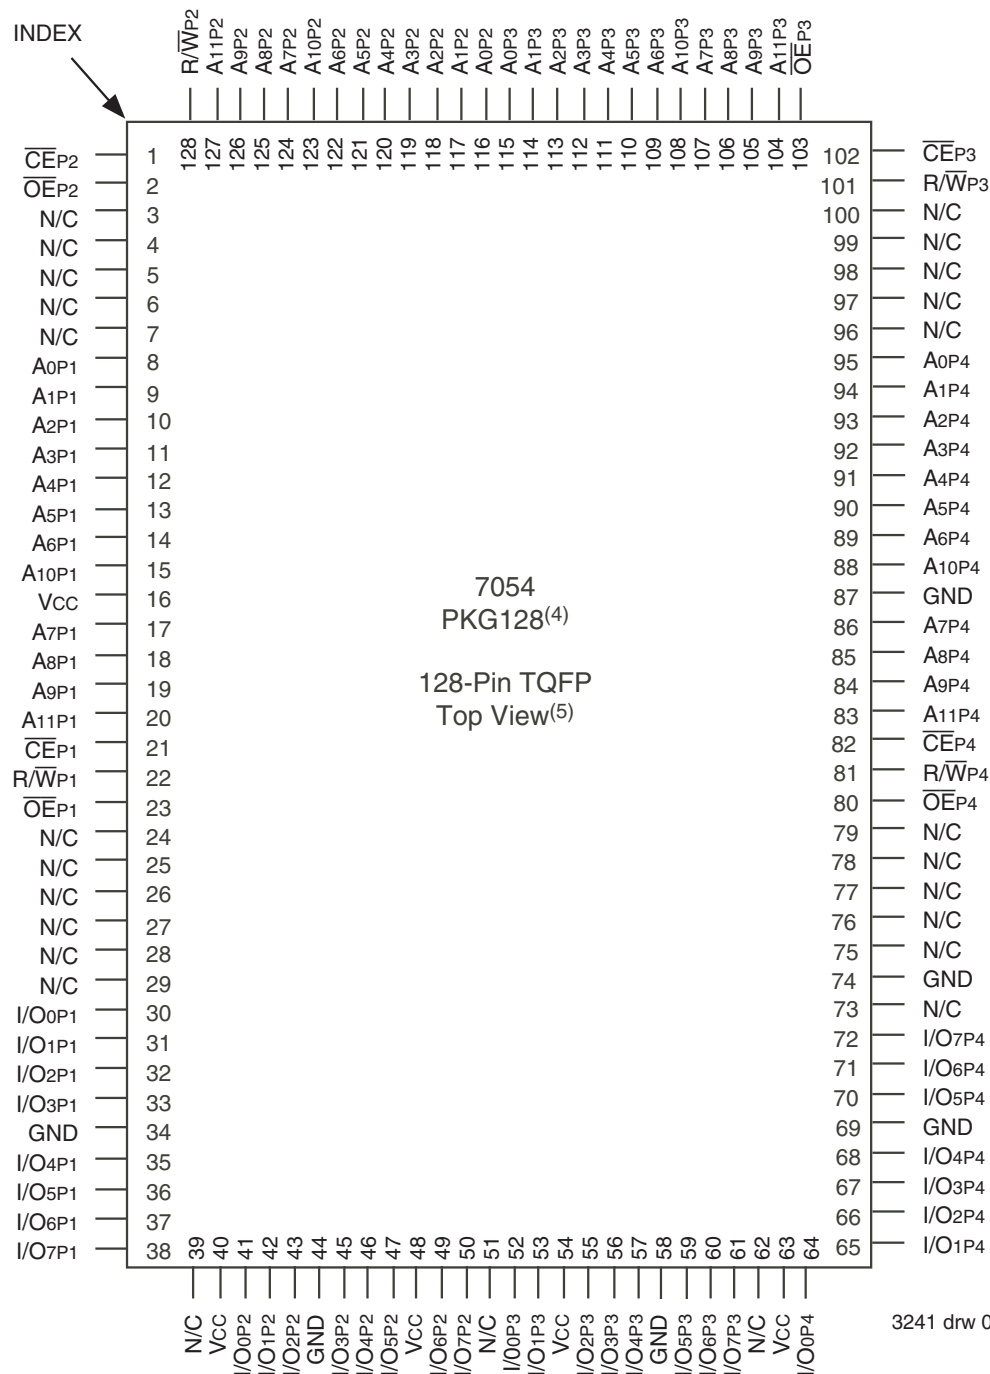 INDEX
R/W̅P2
A11P2
A9P2
A8P2
A7P2
A10P2
A6P2
A5P2
A4P2
A3P2
A2P2
A1P2
A0P2
A0P3
A1P3
A2P3
A3P3
A4P3
A5P3
A6P3
A10P3
A7P3
A8P3
A9P3
A11P3
O̅E̅P3
128
127
126
125
124
123
122
121
120
119
118
117
116
115
114
113
112
111
110
109
108
107
106
105
104
103
C̅E̅P2 1
O̅E̅P2 2
N/C 3
N/C 4
N/C 5
N/C 6
N/C 7
A0P1 8
A1P1 9
A2P1 10
A3P1 11
A4P1 12
A5P1 13
A6P1 14
A10P1 15
VCC 16
A7P1 17
A8P1 18
A9P1 19
A11P1 20
C̅E̅P1 21
R/W̅P1 22
O̅E̅P1 23
N/C 24
N/C 25
N/C 26
N/C 27
N/C 28
N/C 29
I/O0P1 30
I/O1P1 31
I/O2P1 32
I/O3P1 33
GND 34
I/O4P1 35
I/O5P1 36
I/O6P1 37
I/O7P1 38
7054
PKG128(4)
128-Pin TQFP
Top View(5)
102 C̅E̅P3
101 R/W̅P3
100 N/C
99 N/C
98 N/C
97 N/C
96 N/C
95 A0P4
94 A1P4
93 A2P4
92 A3P4
91 A4P4
90 A5P4
89 A6P4
88 A10P4
87 GND
86 A7P4
85 A8P4
84 A9P4
83 A11P4
82 C̅E̅P4
81 R/W̅P4
80 O̅E̅P4
79 N/C
78 N/C
77 N/C
76 N/C
75 N/C
74 GND
73 N/C
72 I/O7P4
71 I/O6P4
70 I/O5P4
69 GND
68 I/O4P4
67 I/O3P4
66 I/O2P4
65 I/O1P4
39
40
41
42
43
44
45
46
47
48
49
50
51
52
53
54
55
56
57
58
59
60
61
62
63
64
N/C
VCC
I/O0P2
I/O1P2
I/O2P2
GND
I/O3P2
I/O4P2
I/O5P2
VCC
I/O6P2
I/O7P2
N/C
I/00P3
I/O1P3
VCC
I/O2P3
I/O3P3
I/O4P3
GND
I/O5P3
I/O6P3
I/O7P3
N/C
VCC
I/O0P4
3241 drw 0